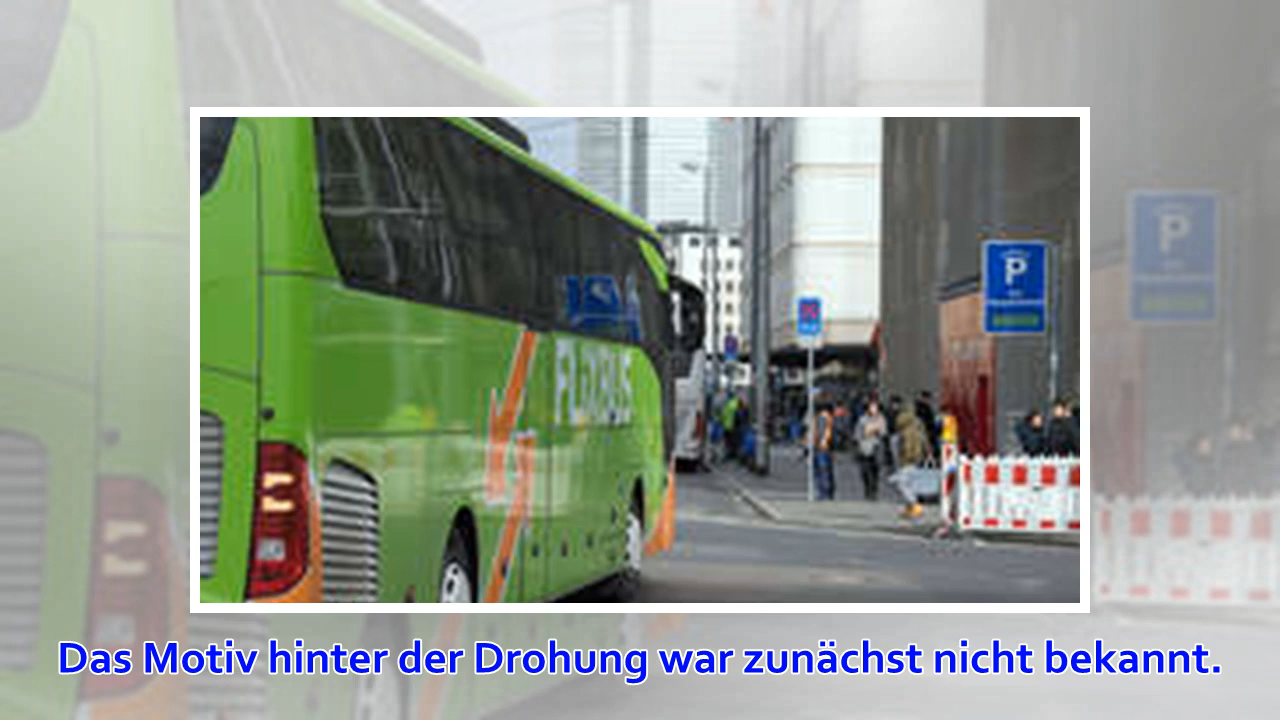 FLiXBUS
P
Das Motiv hinter der Drohung war zunächst nicht bekannt.